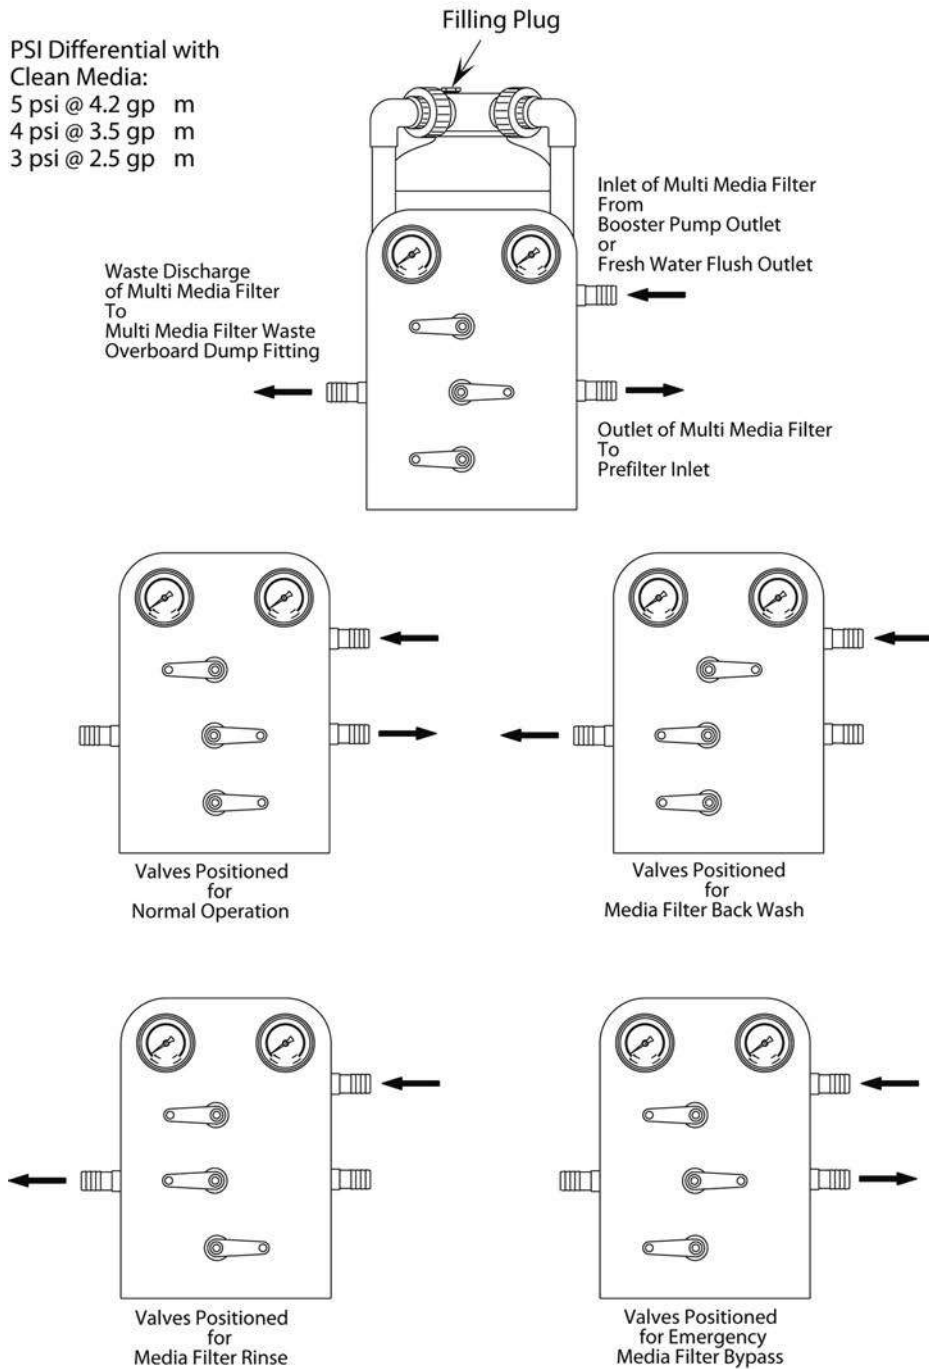 Filling Plug
PSI Differential with
Clean Media:
5 psi @ 4.2 gp m
4 psi @ 3.5 gp m
3 psi @ 2.5 gp m
Inlet of Multi Media Filter
From
Booster Pump Outlet
or
Fresh Water Flush Outlet
Waste Discharge
of Multi Media Filter
To
Multi Media Filter Waste
Overboard Dump Fitting
Outlet of Multi Media Filter
To
Prefilter Inlet
Valves Positioned
for
Normal Operation
Valves Positioned
for
Media Filter Back Wash
Valves Positioned
for
Media Filter Rinse
Valves Positioned
for Emergency
Media Filter Bypass